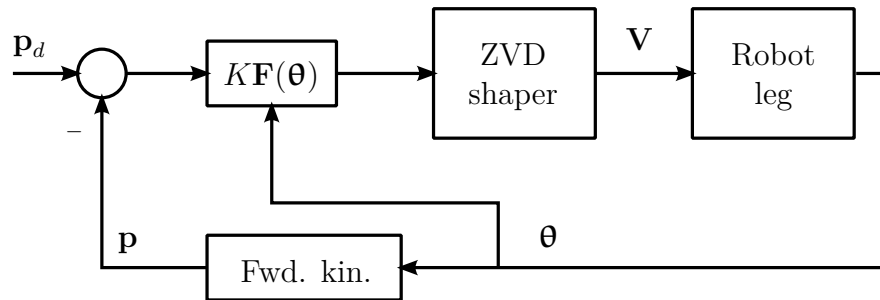 𝐩_d
K𝐅(𝛉)
ZVD
shaper
𝐕
Robot
leg
–
𝐩
Fwd. kin.
𝛉